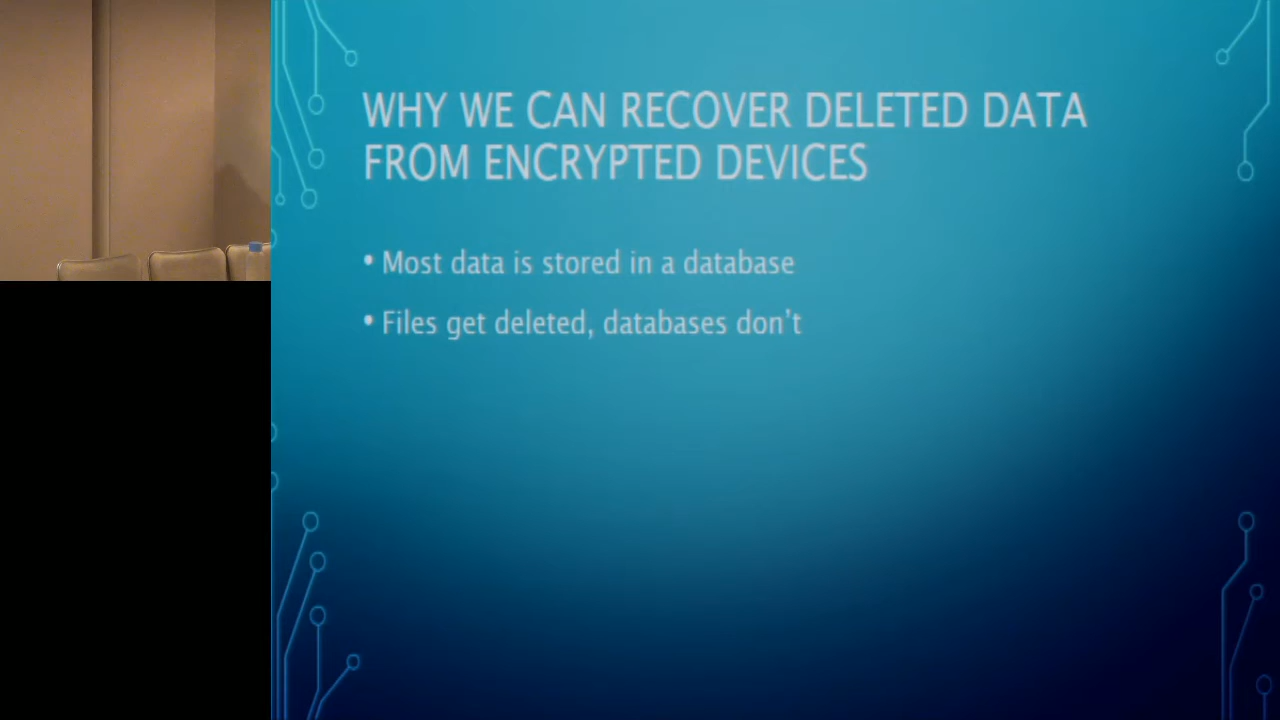 WHY WE CAN RECOVER DELETED DATA
FROM ENCRYPTED DEVICES
• Most data is stored in a database
• Files get deleted, databases don't